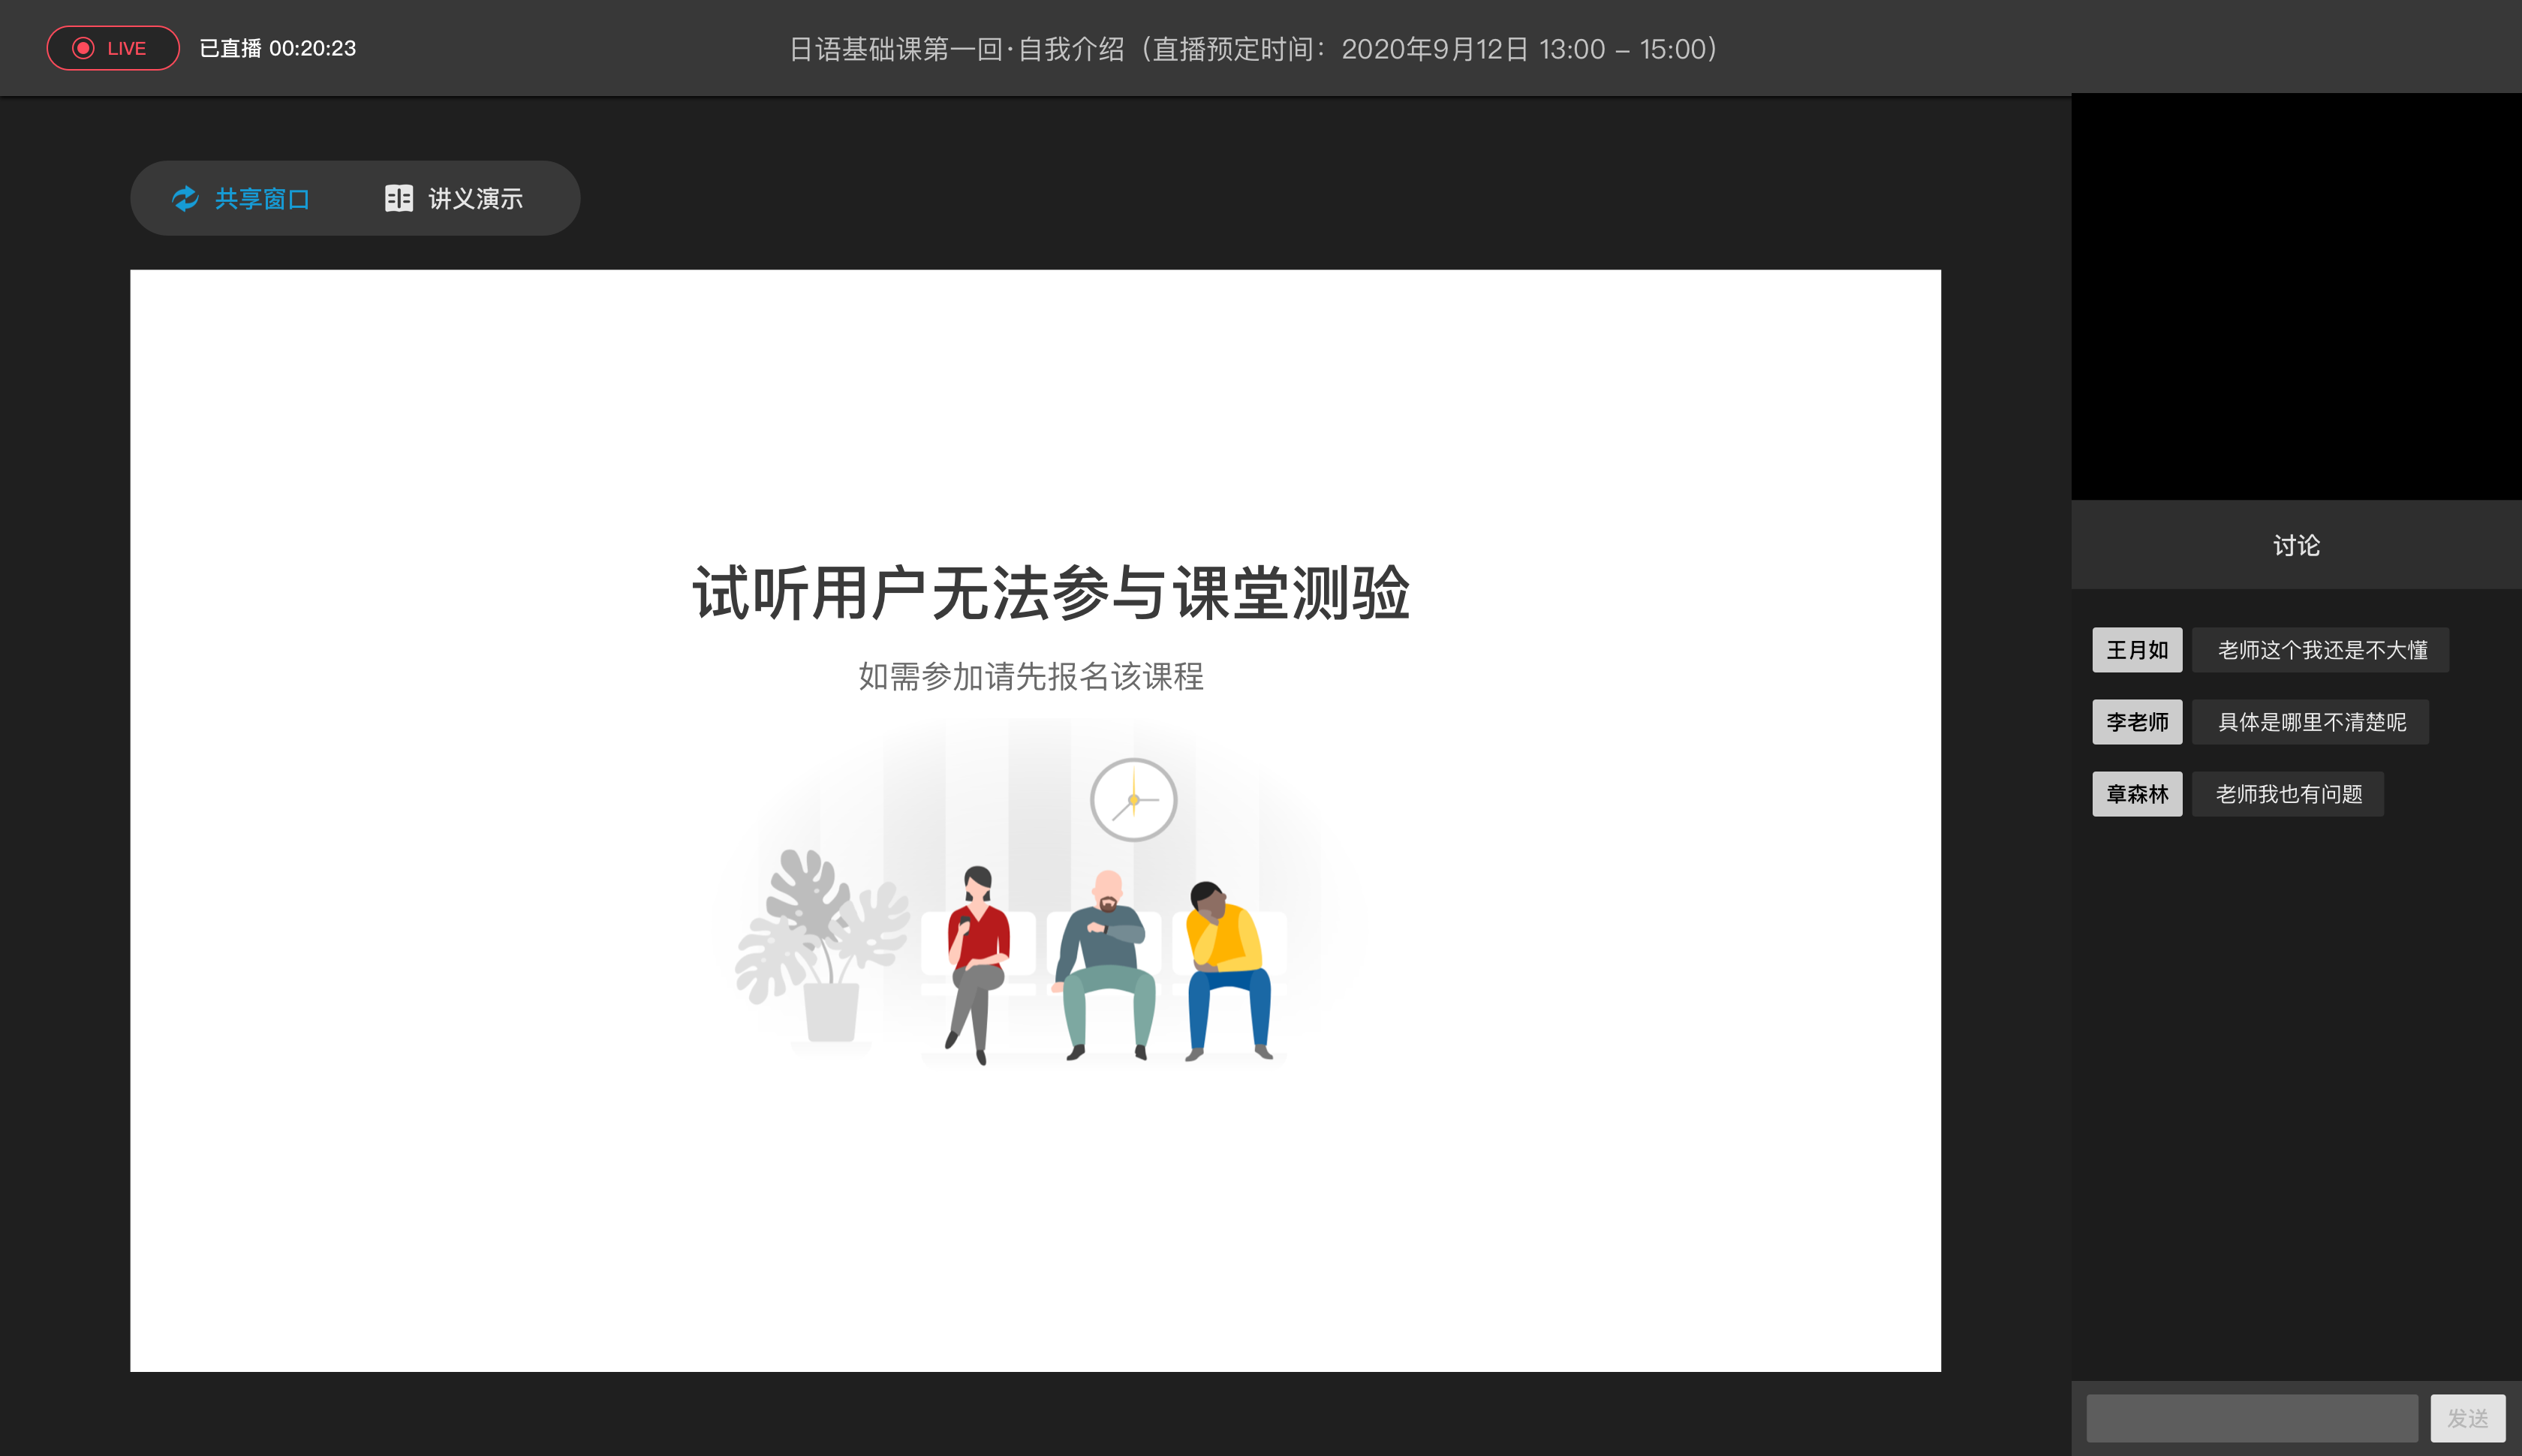 LIVE 已直播 00:20:23
日语基础课第一回·自我介绍（直播预定时间：2020年9月12日 13:00 – 15:00）
共享窗口 讲义演示
试听用户无法参与课堂测验
如需参加请先报名该课程
讨论
王月如 老师这个我还是不大懂
李老师 具体是哪里不清楚呢
章森林 老师我也有问题
发送